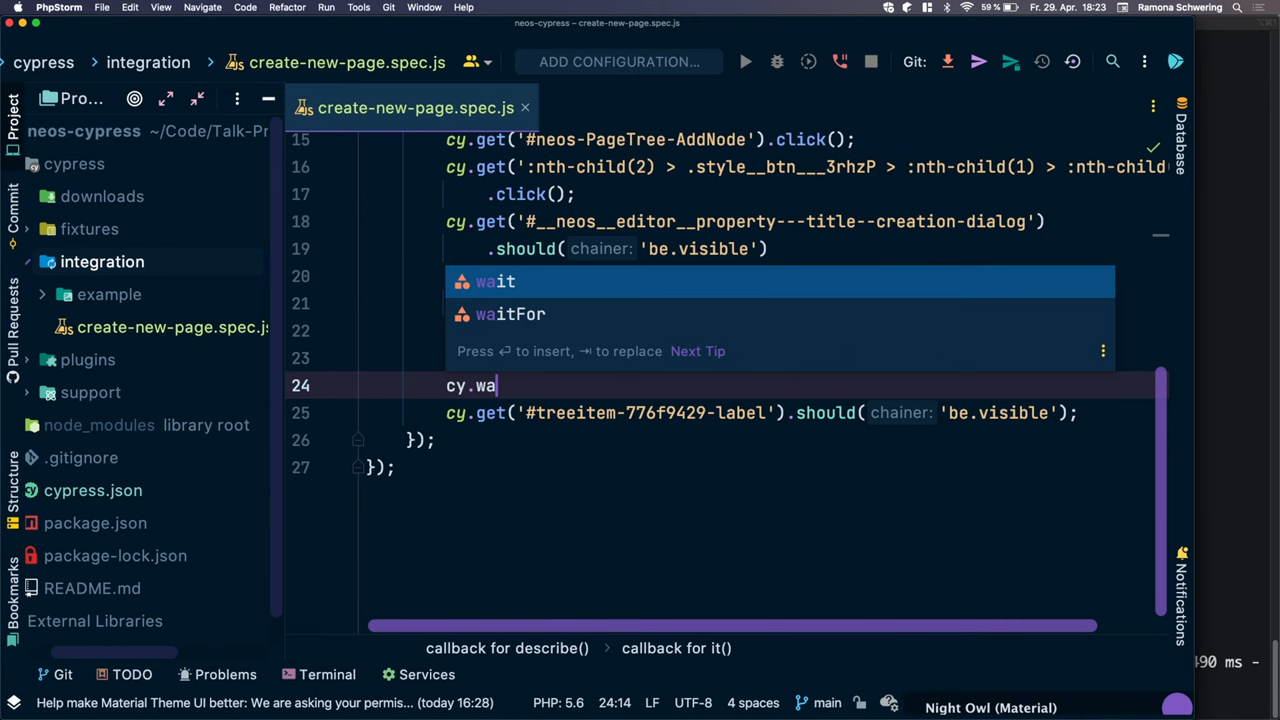 PhpStorm File Edit View Navigate Code Refactor Run Tools Git Window Help 59 % Fr. 29. Apr. 18:23 Ramona Schwering
neos-cypress – create-new-page.spec.js
cypress integration create-new-page.spec.js ADD CONFIGURATION... Git:
Project
Pro...
create-new-page.spec.js
neos-cypress ~/Code/Talk-Pr
cypress
downloads
fixtures
integration
example
create-new-page.spec.js
plugins
support
node_modules library root
.gitignore
cypress.json
package.json
package-lock.json
README.md
External Libraries
Commit
Pull Requests
Structure
Bookmarks
15 cy.get('#neos-PageTree-AddNode').click();
16 cy.get(':nth-child(2) > .style__btn___3rhzP > :nth-child(1) > :nth-child
17 .click();
18 cy.get('#__neos__editor__property---title--creation-dialog')
19 .should( chainer: 'be.visible')
20
21
22
23
wait
waitFor
Press ⏎ to insert, ⇥ to replace Next Tip
24 cy.wa
25 cy.get('#treeitem-776f9429-label').should( chainer: 'be.visible');
26 });
27 });
Database
Notifications
callback for describe() callback for it()
490 ms -
Git TODO Problems Terminal Services
Help make Material Theme UI better: We are asking your permis... (today 16:28) PHP: 5.6 24:14 LF UTF-8 4 spaces main Night Owl (Material)